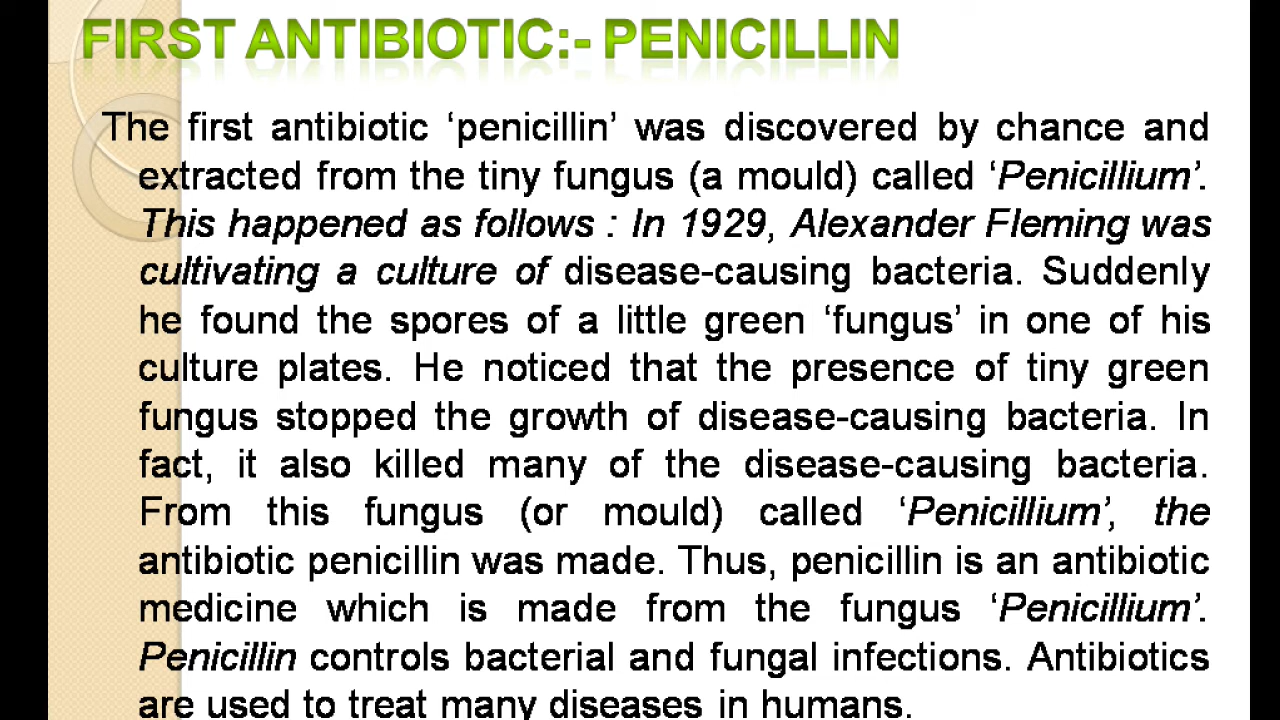 FIRST ANTIBIOTIC:- PENICILLIN
The first antibiotic ‘penicillin’ was discovered by chance and
extracted from the tiny fungus (a mould) called ‘Penicillium’.
This happened as follows : In 1929, Alexander Fleming was
cultivating a culture of disease-causing bacteria. Suddenly
he found the spores of a little green ‘fungus’ in one of his
culture plates. He noticed that the presence of tiny green
fungus stopped the growth of disease-causing bacteria. In
fact, it also killed many of the disease-causing bacteria.
From this fungus (or mould) called ‘Penicillium’, the
antibiotic penicillin was made. Thus, penicillin is an antibiotic
medicine which is made from the fungus ‘Penicillium’.
Penicillin controls bacterial and fungal infections. Antibiotics
are used to treat many diseases in humans.